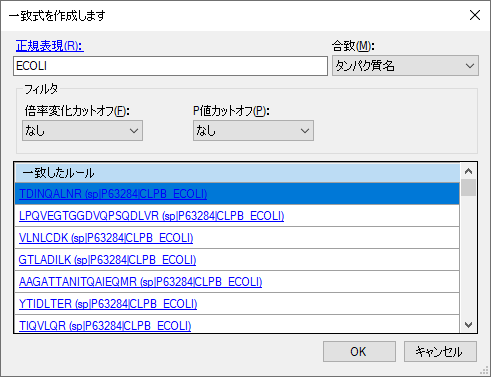 一致式を作成します
正規表現(R):
合致(M):
ECOLI
タンパク質名
フィルタ
倍率変化カットオフ(F):
P値カットオフ(P):
なし
なし
一致したルール
TDINQALNR (sp|P63284|CLPB_ECOLI)
LPQVEGTGGDVQPSQDLVR (sp|P63284|CLPB_ECOLI)
VLNLCDK (sp|P63284|CLPB_ECOLI)
GTLADILK (sp|P63284|CLPB_ECOLI)
AAGATTANITQAIEQMR (sp|P63284|CLPB_ECOLI)
YTIDLTER (sp|P63284|CLPB_ECOLI)
TIQVLQR (sp|P63284|CLPB_ECOLI)
OK
キャンセル